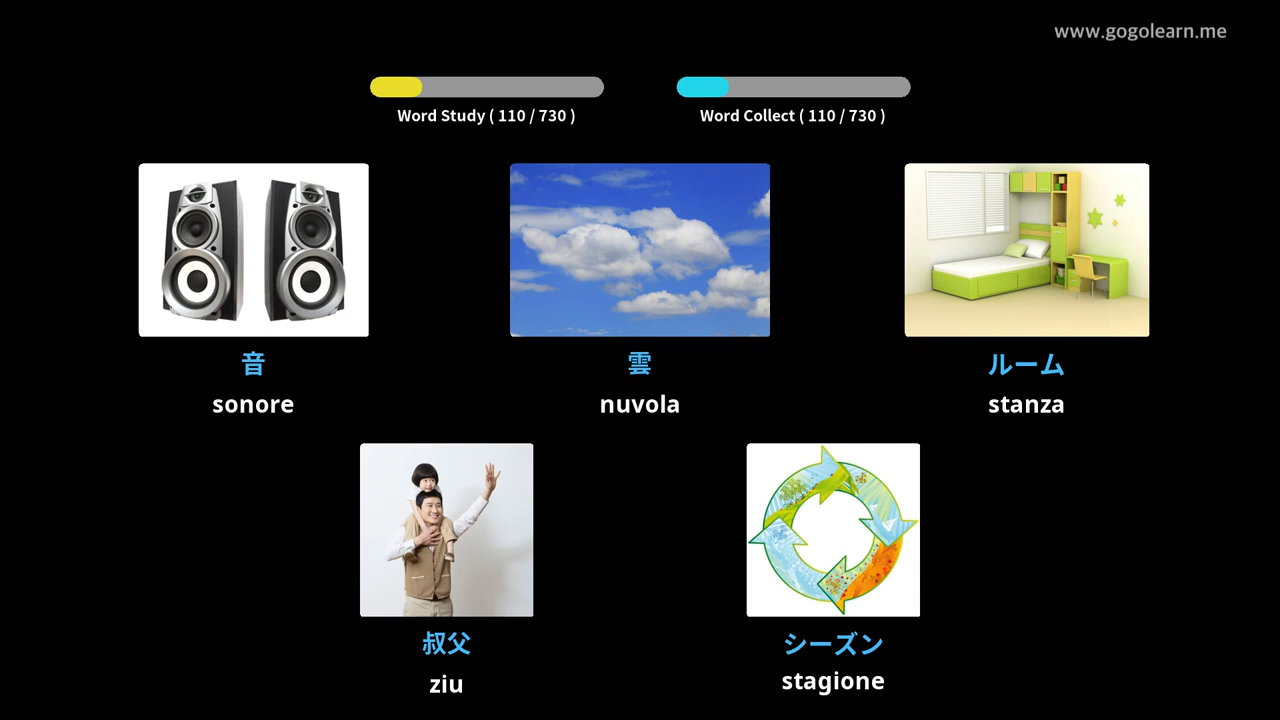 www.gogolearn.me
Word Study ( 110 / 730 )
Word Collect ( 110 / 730 )
音
sonore
雲
nuvola
ルーム
stanza
叔父
ziu
シーズン
stagione